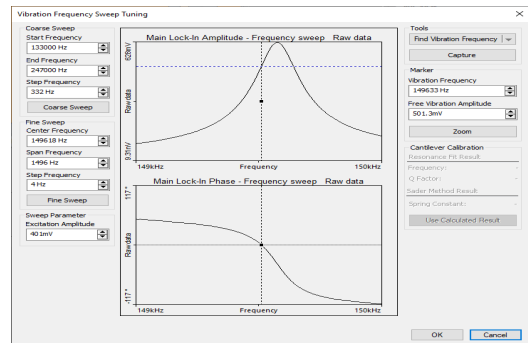 Vibration Frequency Sweep Tuning
Coarse Sweep
Start Frequency
133000 Hz
End Frequency
247000 Hz
Step Frequency
332 Hz
Coarse Sweep
Fine Sweep
Center Frequency
149618 Hz
Span Frequency
1496 Hz
Step Frequency
4 Hz
Fine Sweep
Sweep Parameter
Excitation Amplitude
401mV
Main Lock-In Amplitude - Frequency sweep Raw data
628mV
Rawdata
9.31mV
149kHz Frequency 150kHz
Main Lock-In Phase - Frequency sweep Raw data
117°
Rawdata
-117°
149kHz Frequency 150kHz
Tools
Find Vibration Frequency
Capture
Marker
Vibration Frequency
149633 Hz
Free Vibration Amplitude
501.3mV
Zoom
Cantilever Calibration
Resonance Fit Result
Frequency: -
Q Factor: -
Sader Method Result
Spring Constant: -
Use Calculated Result
OK Cancel